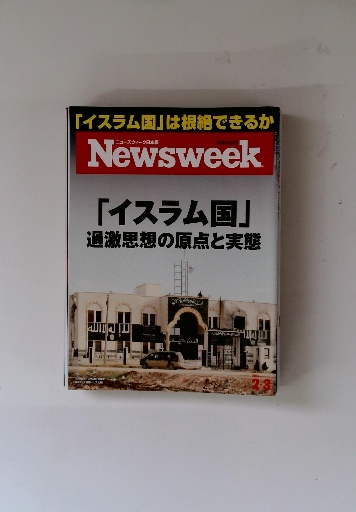 「イスラム国」は根絶できるか
ニューズウィーク日本版
Newsweek
「イスラム国」
過激思想の原点と実態
2・3